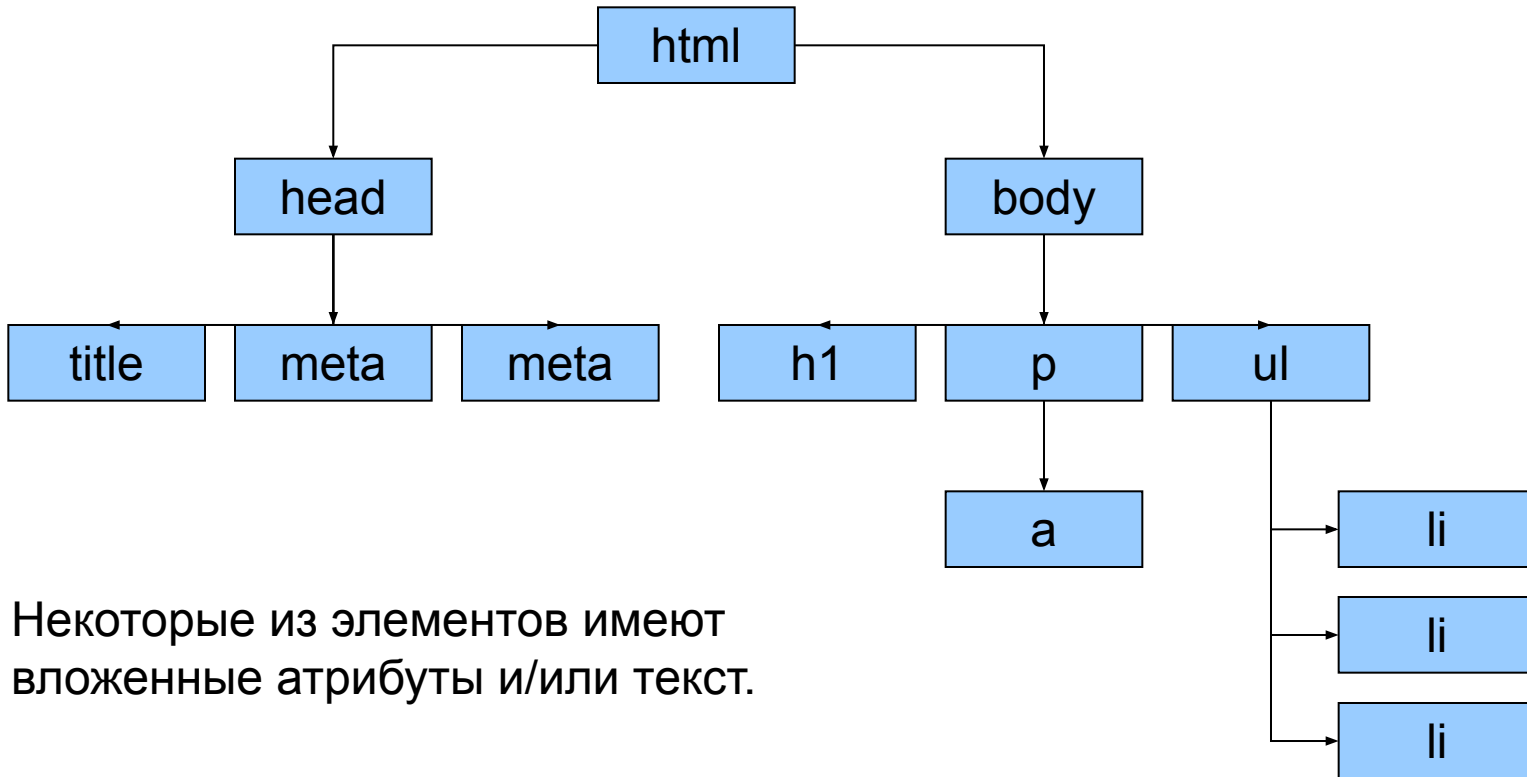 html
head
body
title
meta
meta
h1
p
ul
a
li
li
li
Некоторые из элементов имеют
вложенные атрибуты и/или текст.